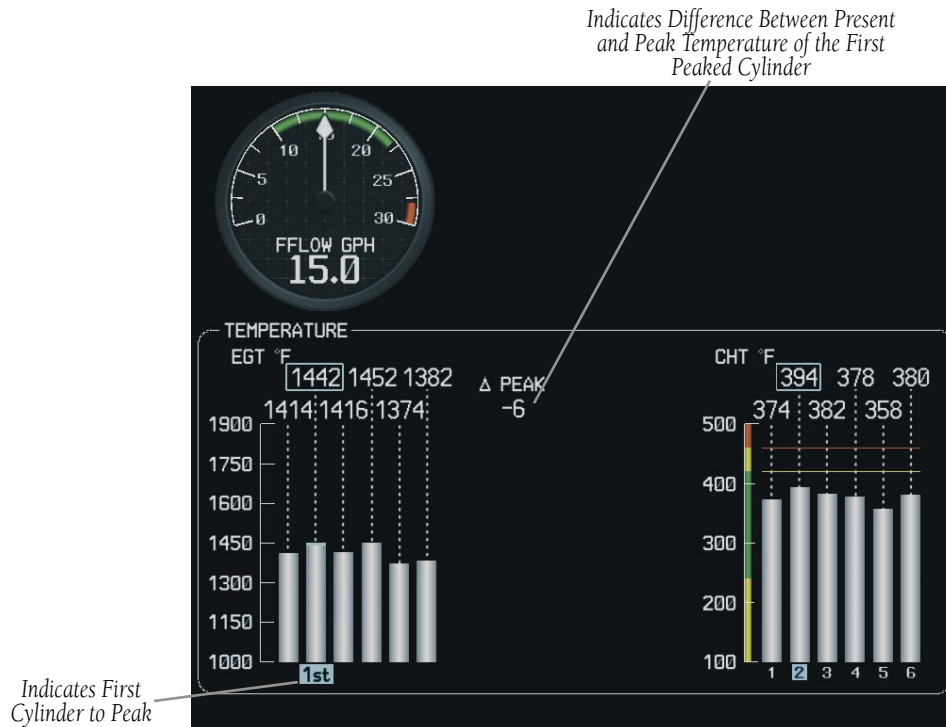 Indicates Difference Between Present
and Peak Temperature of the First
Peaked Cylinder
0
5
10
20
25
30
FFLOW GPH
15.0
TEMPERATURE
EGT °F
1442 1452 1382
1414 1416 1374
1900
1750
1600
1450
1300
1150
1000
1st
Δ PEAK
-6
CHT °F
394 378 380
374 382 358
500
400
300
200
100
1 2 3 4 5 6
Indicates First
Cylinder to Peak